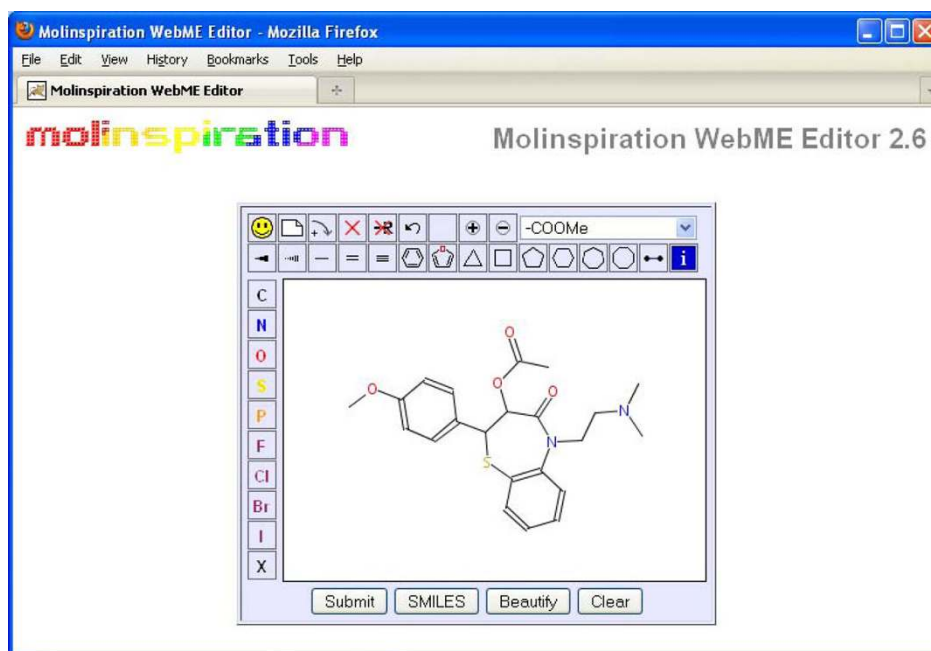 Molinspiration WebME Editor - Mozilla Firefox
File Edit View History Bookmarks Tools Help
Molinspiration WebME Editor
molinspiration
Molinspiration WebME Editor 2.6
+ R -COOMe
i
C
N
O
S
P
F
Cl
Br
I
X
O
O
O
O
N
N
S
Submit SMILES Beautify Clear